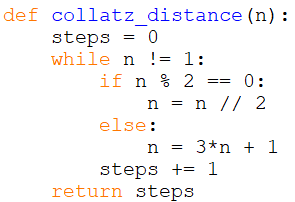 def collatz_distance(n):
    steps = 0
    while n != 1:
        if n % 2 == 0:
            n = n // 2
        else:
            n = 3*n + 1
        steps += 1
    return steps